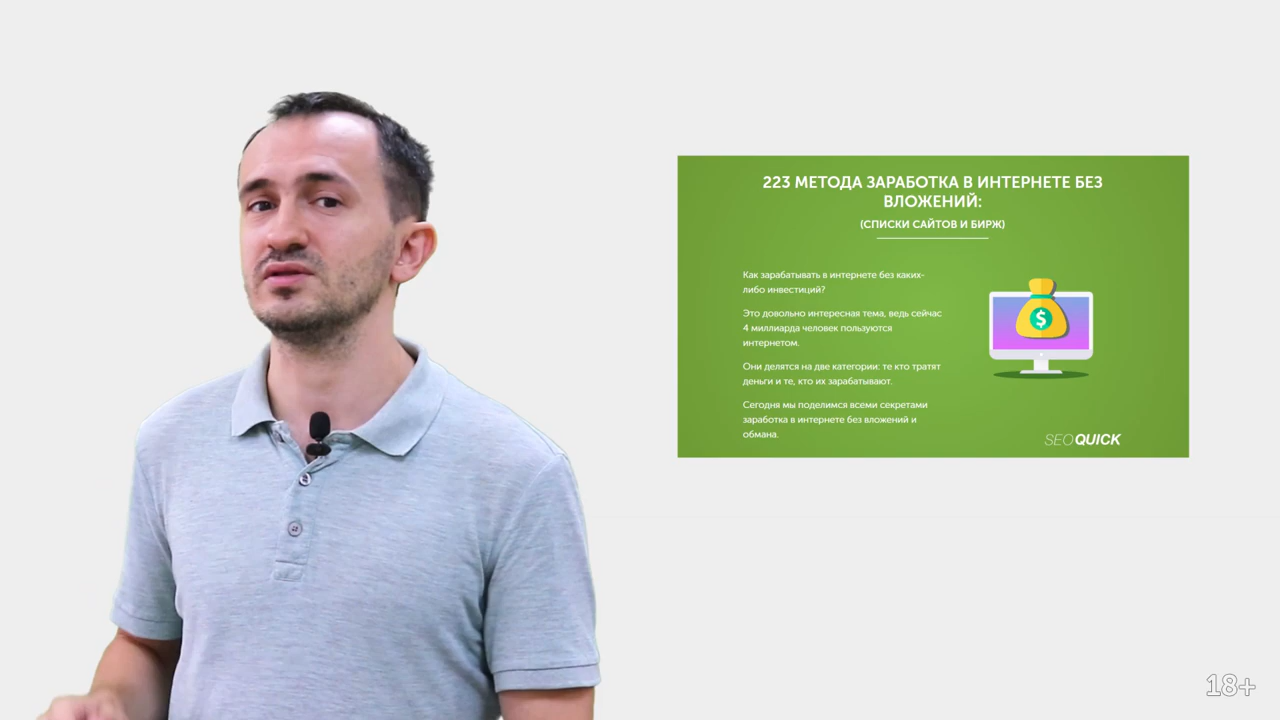 223 МЕТОДА ЗАРАБОТКА В ИНТЕРНЕТЕ БЕЗ
ВЛОЖЕНИЙ:
(СПИСКИ САЙТОВ И БИРЖ)
Как зарабатывать в интернете без каких-
либо инвестиций?
Это довольно интересная тема, ведь сейчас
4 миллиарда человек пользуются
интернетом.
Они делятся на две категории: те кто тратят
деньги и те, кто их зарабатывают.
Сегодня мы поделимся всеми секретами
заработка в интернете без вложений и
обмана.
$
SEOQUICK
18+